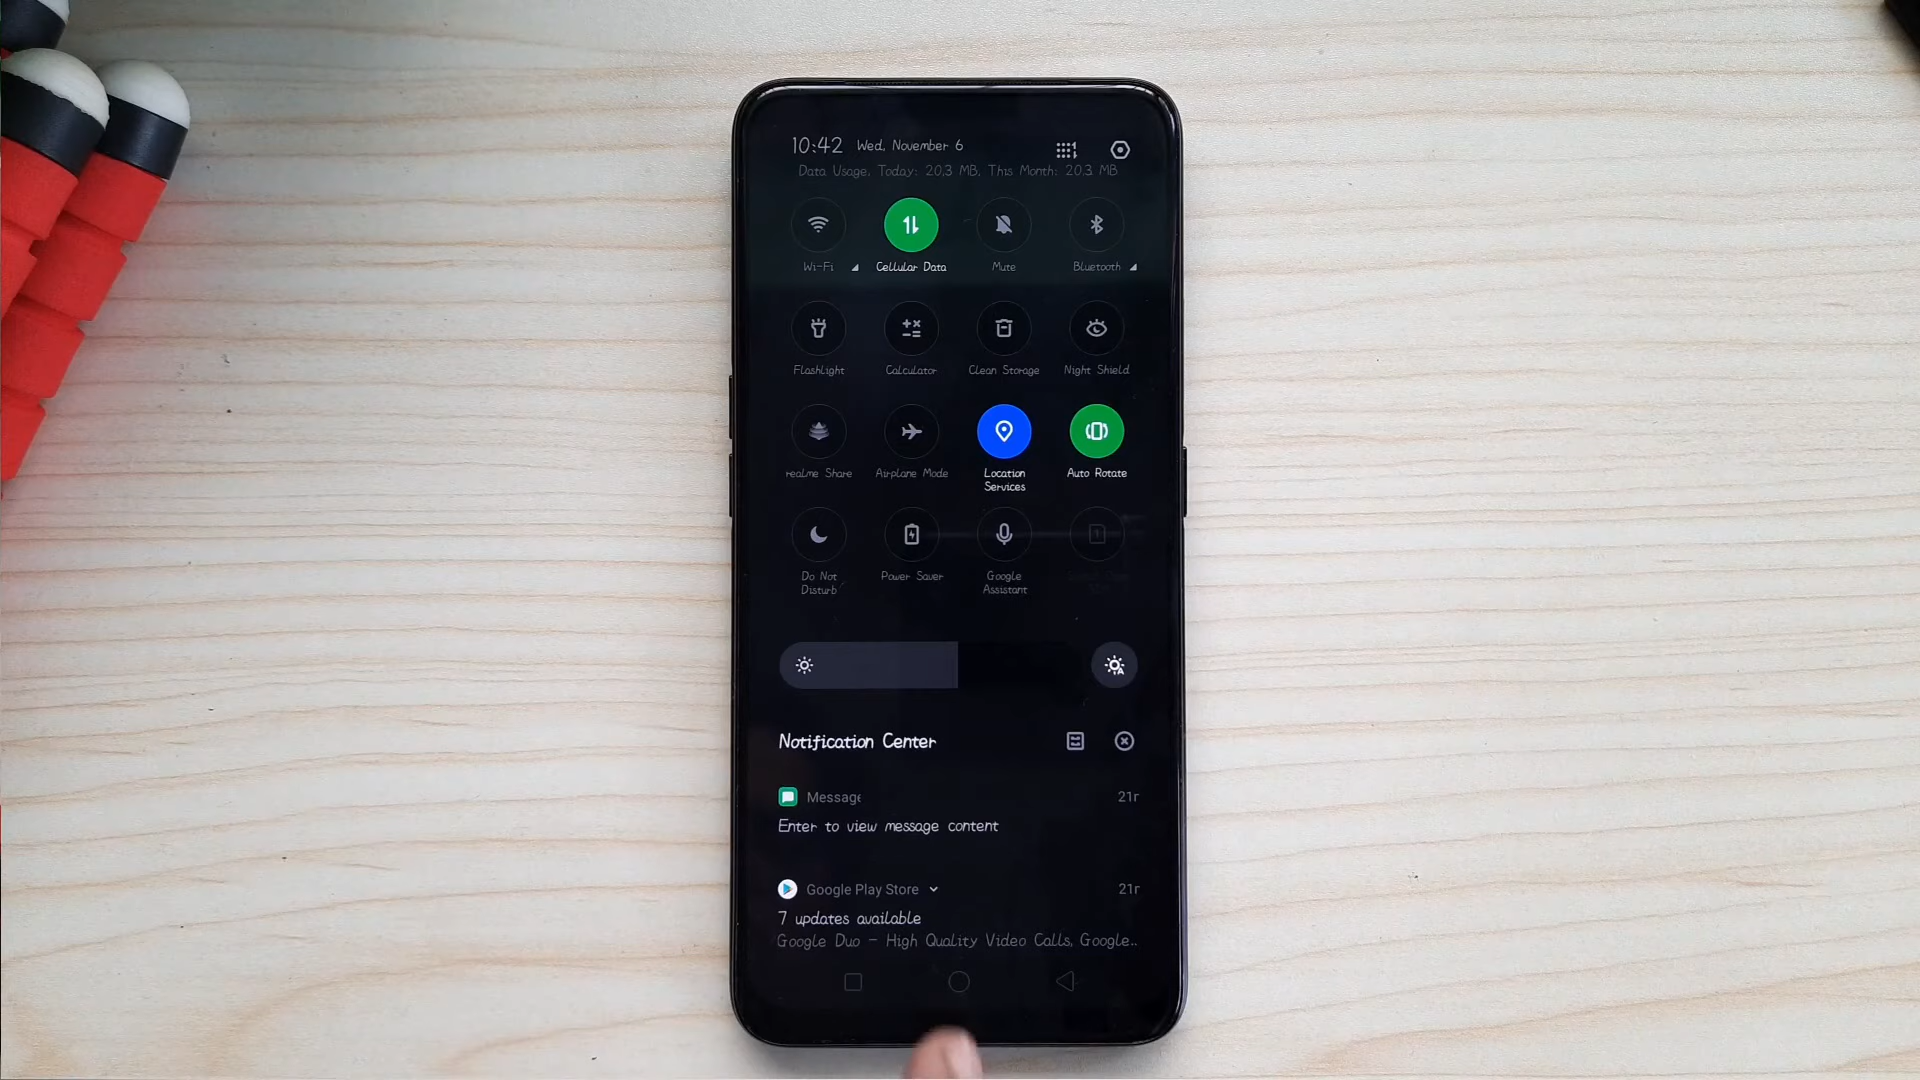 10:42 Wed, November 6
Data Usage, Today: 20.3 MB, This Month: 20.3 MB
Wi-Fi Cellular Data Mute Bluetooth
Flashlight Calculator Clean Storage Night Shield
realme Share Airplane Mode Location Services Auto Rotate
Do Not Disturb Power Saver Google Assistant
Notification Center
Message 21r
Enter to view message content
Google Play Store 21r
7 updates available
Google Duo – High Quality Video Calls, Google..